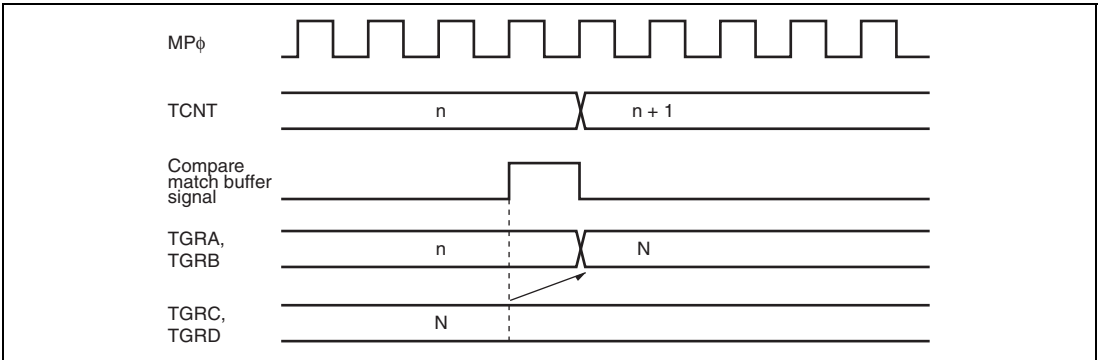 MPϕ
TCNT
n
n + 1
Compare
match buffer
signal
TGRA,
TGRB
n
N
TGRC,
TGRD
N